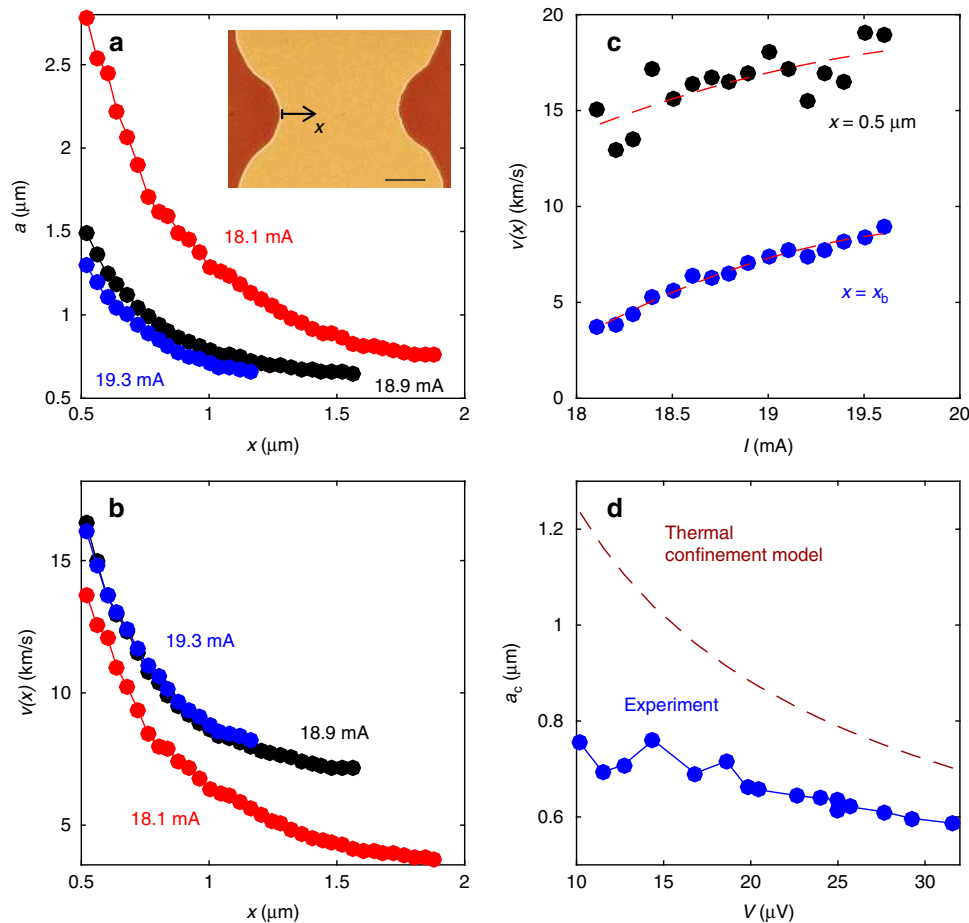 a
2.5
2
1.5
1
0.5
a (μm)
x
18.1 mA
19.3 mA
18.9 mA
0.5
1
1.5
2
x (μm)
c
20
15
10
5
0
v(x) (km/s)
x = 0.5 μm
x = xb
18
18.5
19
19.5
20
I (mA)
b
15
10
5
v(x) (km/s)
19.3 mA
18.9 mA
18.1 mA
0.5
1
1.5
2
x (μm)
d
1.2
1
0.8
0.6
ac (μm)
Thermal
confinement model
Experiment
10
15
20
25
30
V (μV)